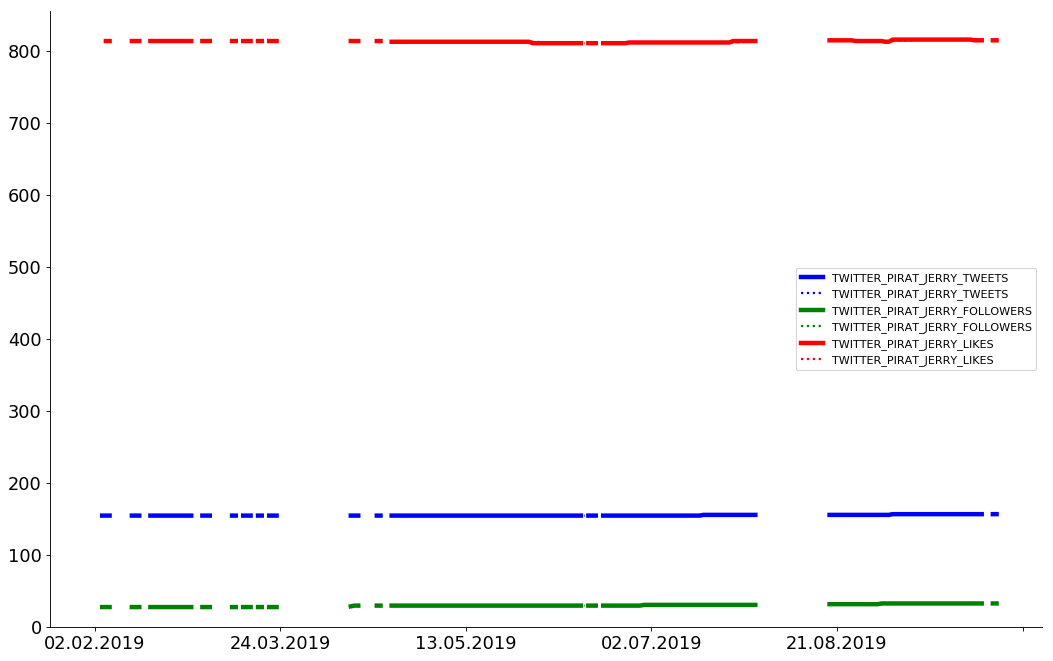 800
700
600
500
400
300
200
100
0
02.02.2019
24.03.2019
13.05.2019
02.07.2019
21.08.2019
TWITTER_PIRAT_JERRY_TWEETS
TWITTER_PIRAT_JERRY_TWEETS
TWITTER_PIRAT_JERRY_FOLLOWERS
TWITTER_PIRAT_JERRY_FOLLOWERS
TWITTER_PIRAT_JERRY_LIKES
TWITTER_PIRAT_JERRY_LIKES